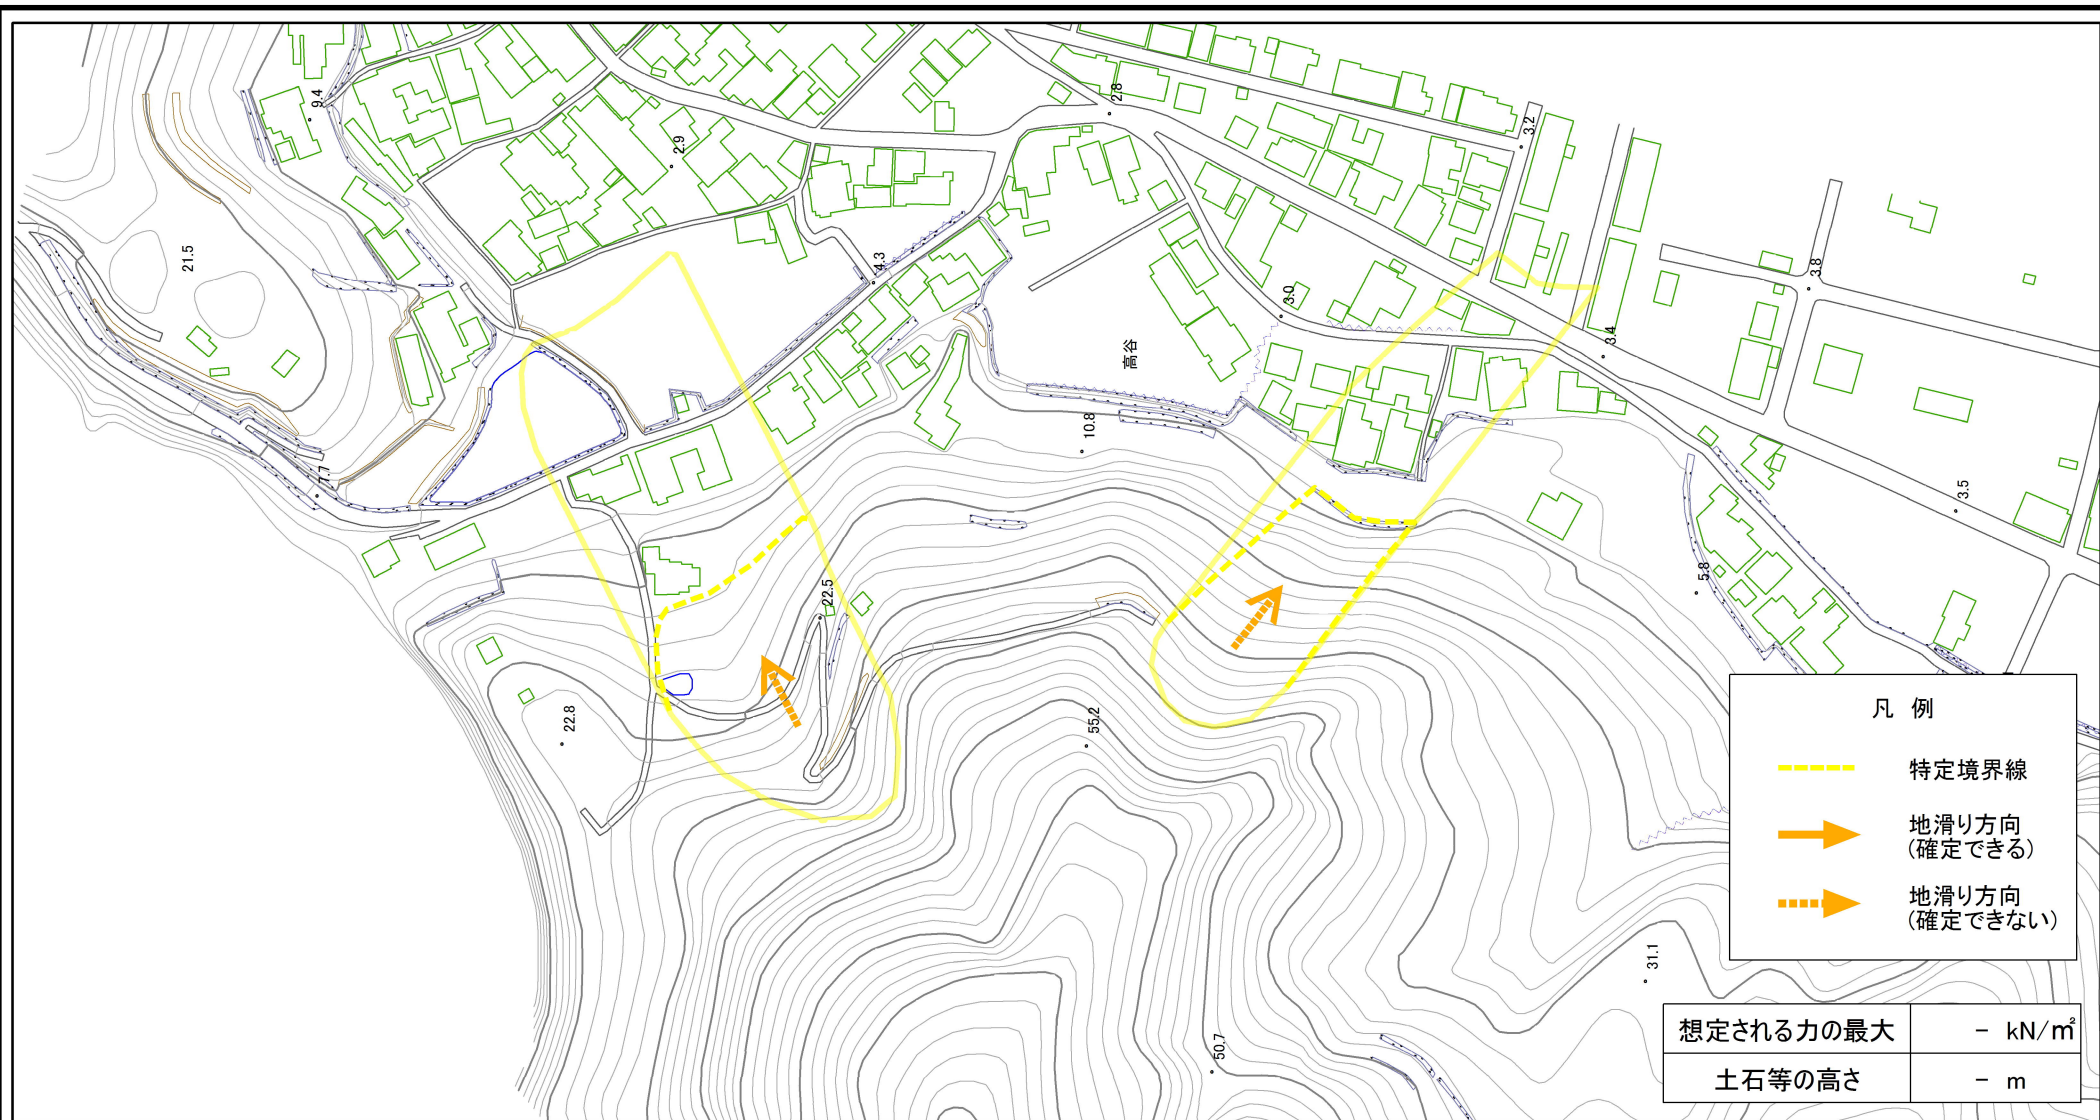 9.4
2.8
3.2
2.9
21.5
4.3
3.0
3.8
3.4
高谷
10.8
7.7
3.5
22.5
5.8
22.8
55.2
31.1
50.7
凡 例
特定境界線
地滑り方向
(確定できる)
地滑り方向
(確定できない)
想定される力の最大 － kN/㎡
土石等の高さ － m